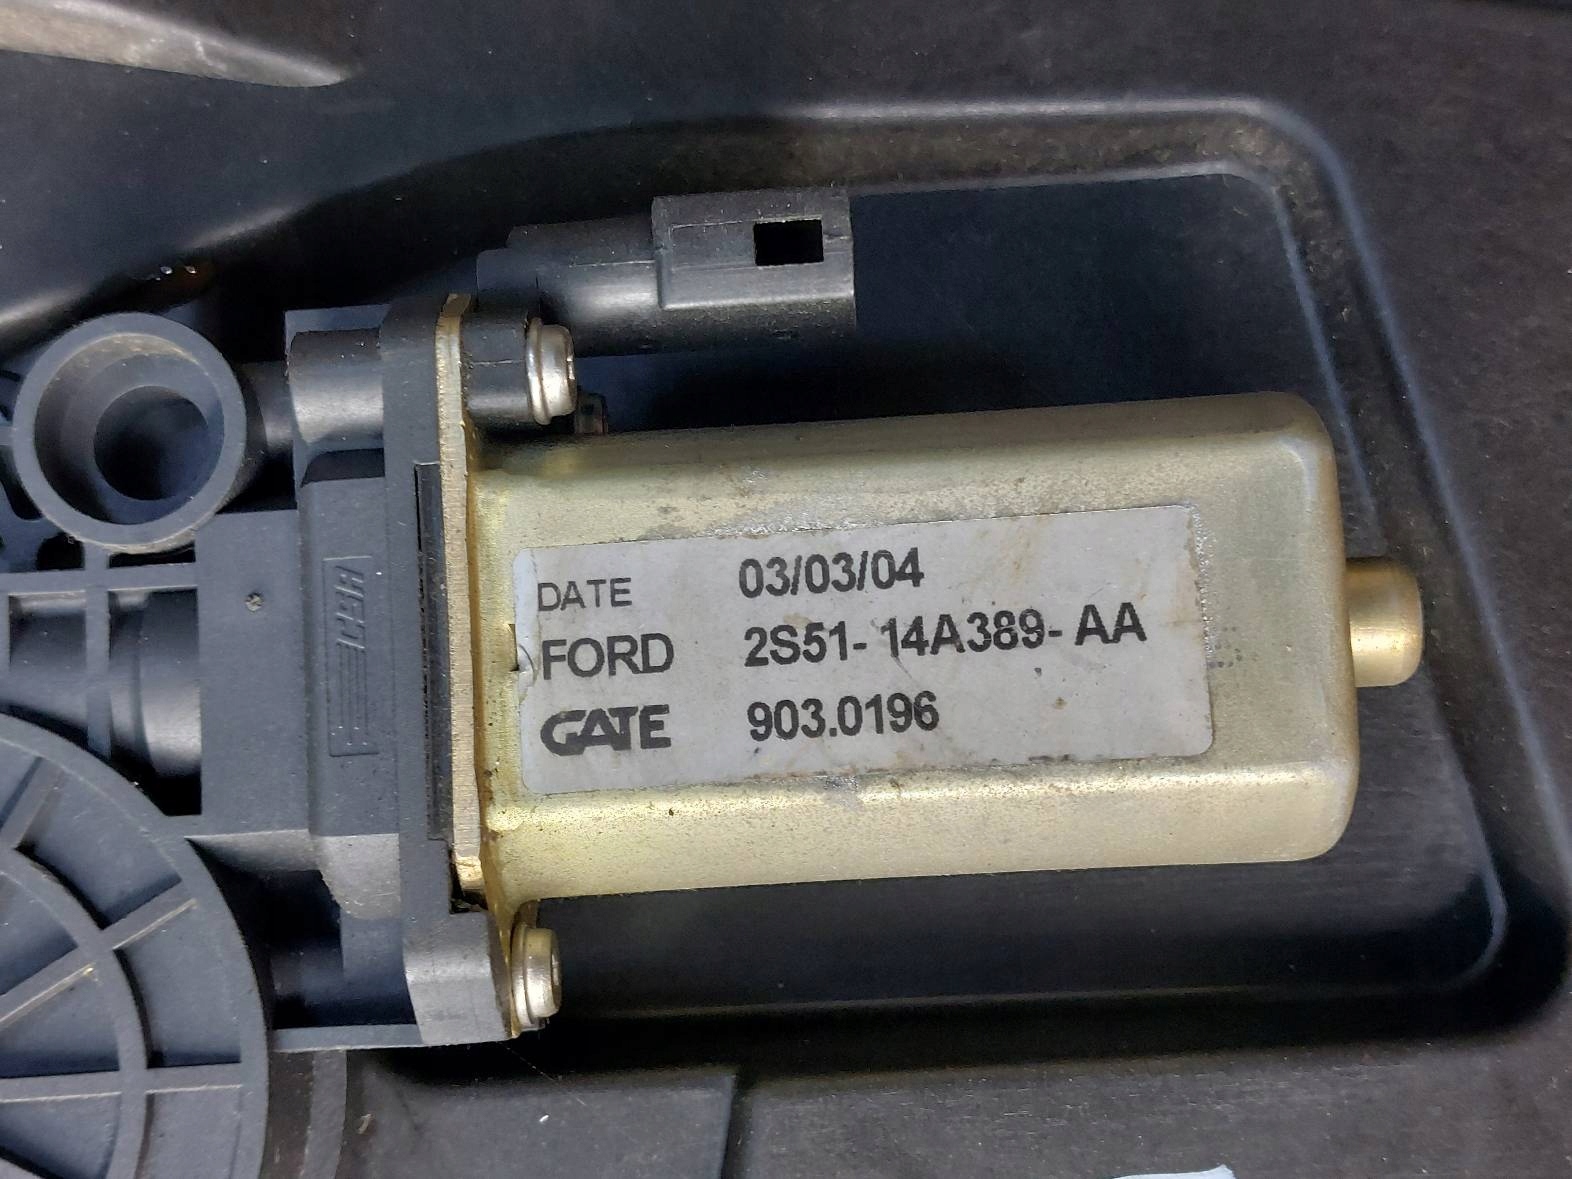 DATE 03/03/04
FORD 2S51-14A389-AA
GATE 903.0196